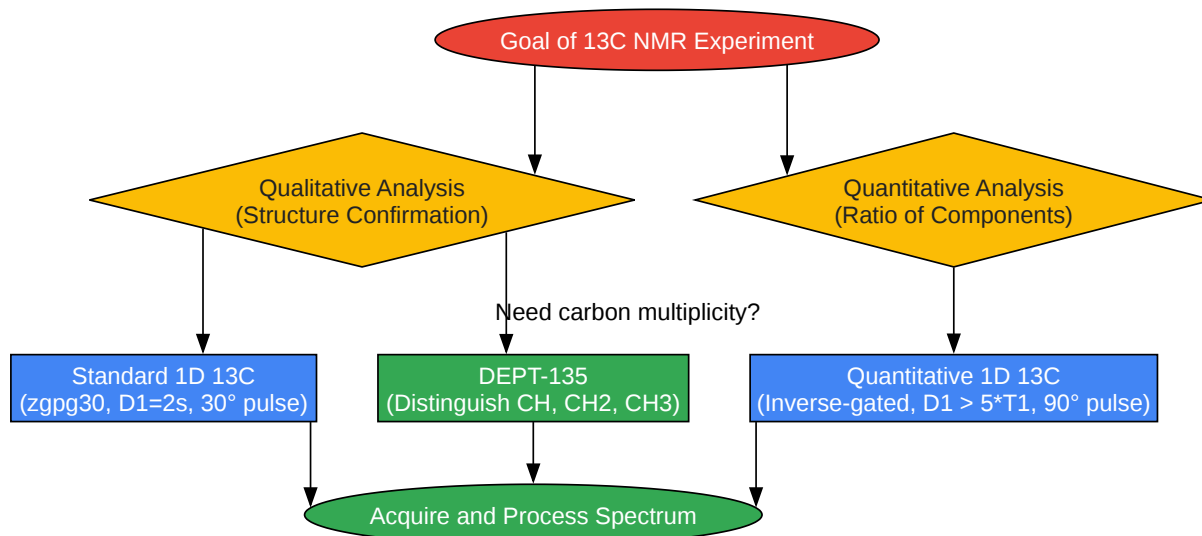 Goal of 13C NMR Experiment
Qualitative Analysis
(Structure Confirmation)
Quantitative Analysis
(Ratio of Components)
Need carbon multiplicity?
Standard 1D 13C
(zgpg30, D1=2s, 30° pulse)
DEPT-135
(Distinguish CH, CH2, CH3)
Quantitative 1D 13C
(Inverse-gated, D1 > 5*T1, 90° pulse)
Acquire and Process Spectrum